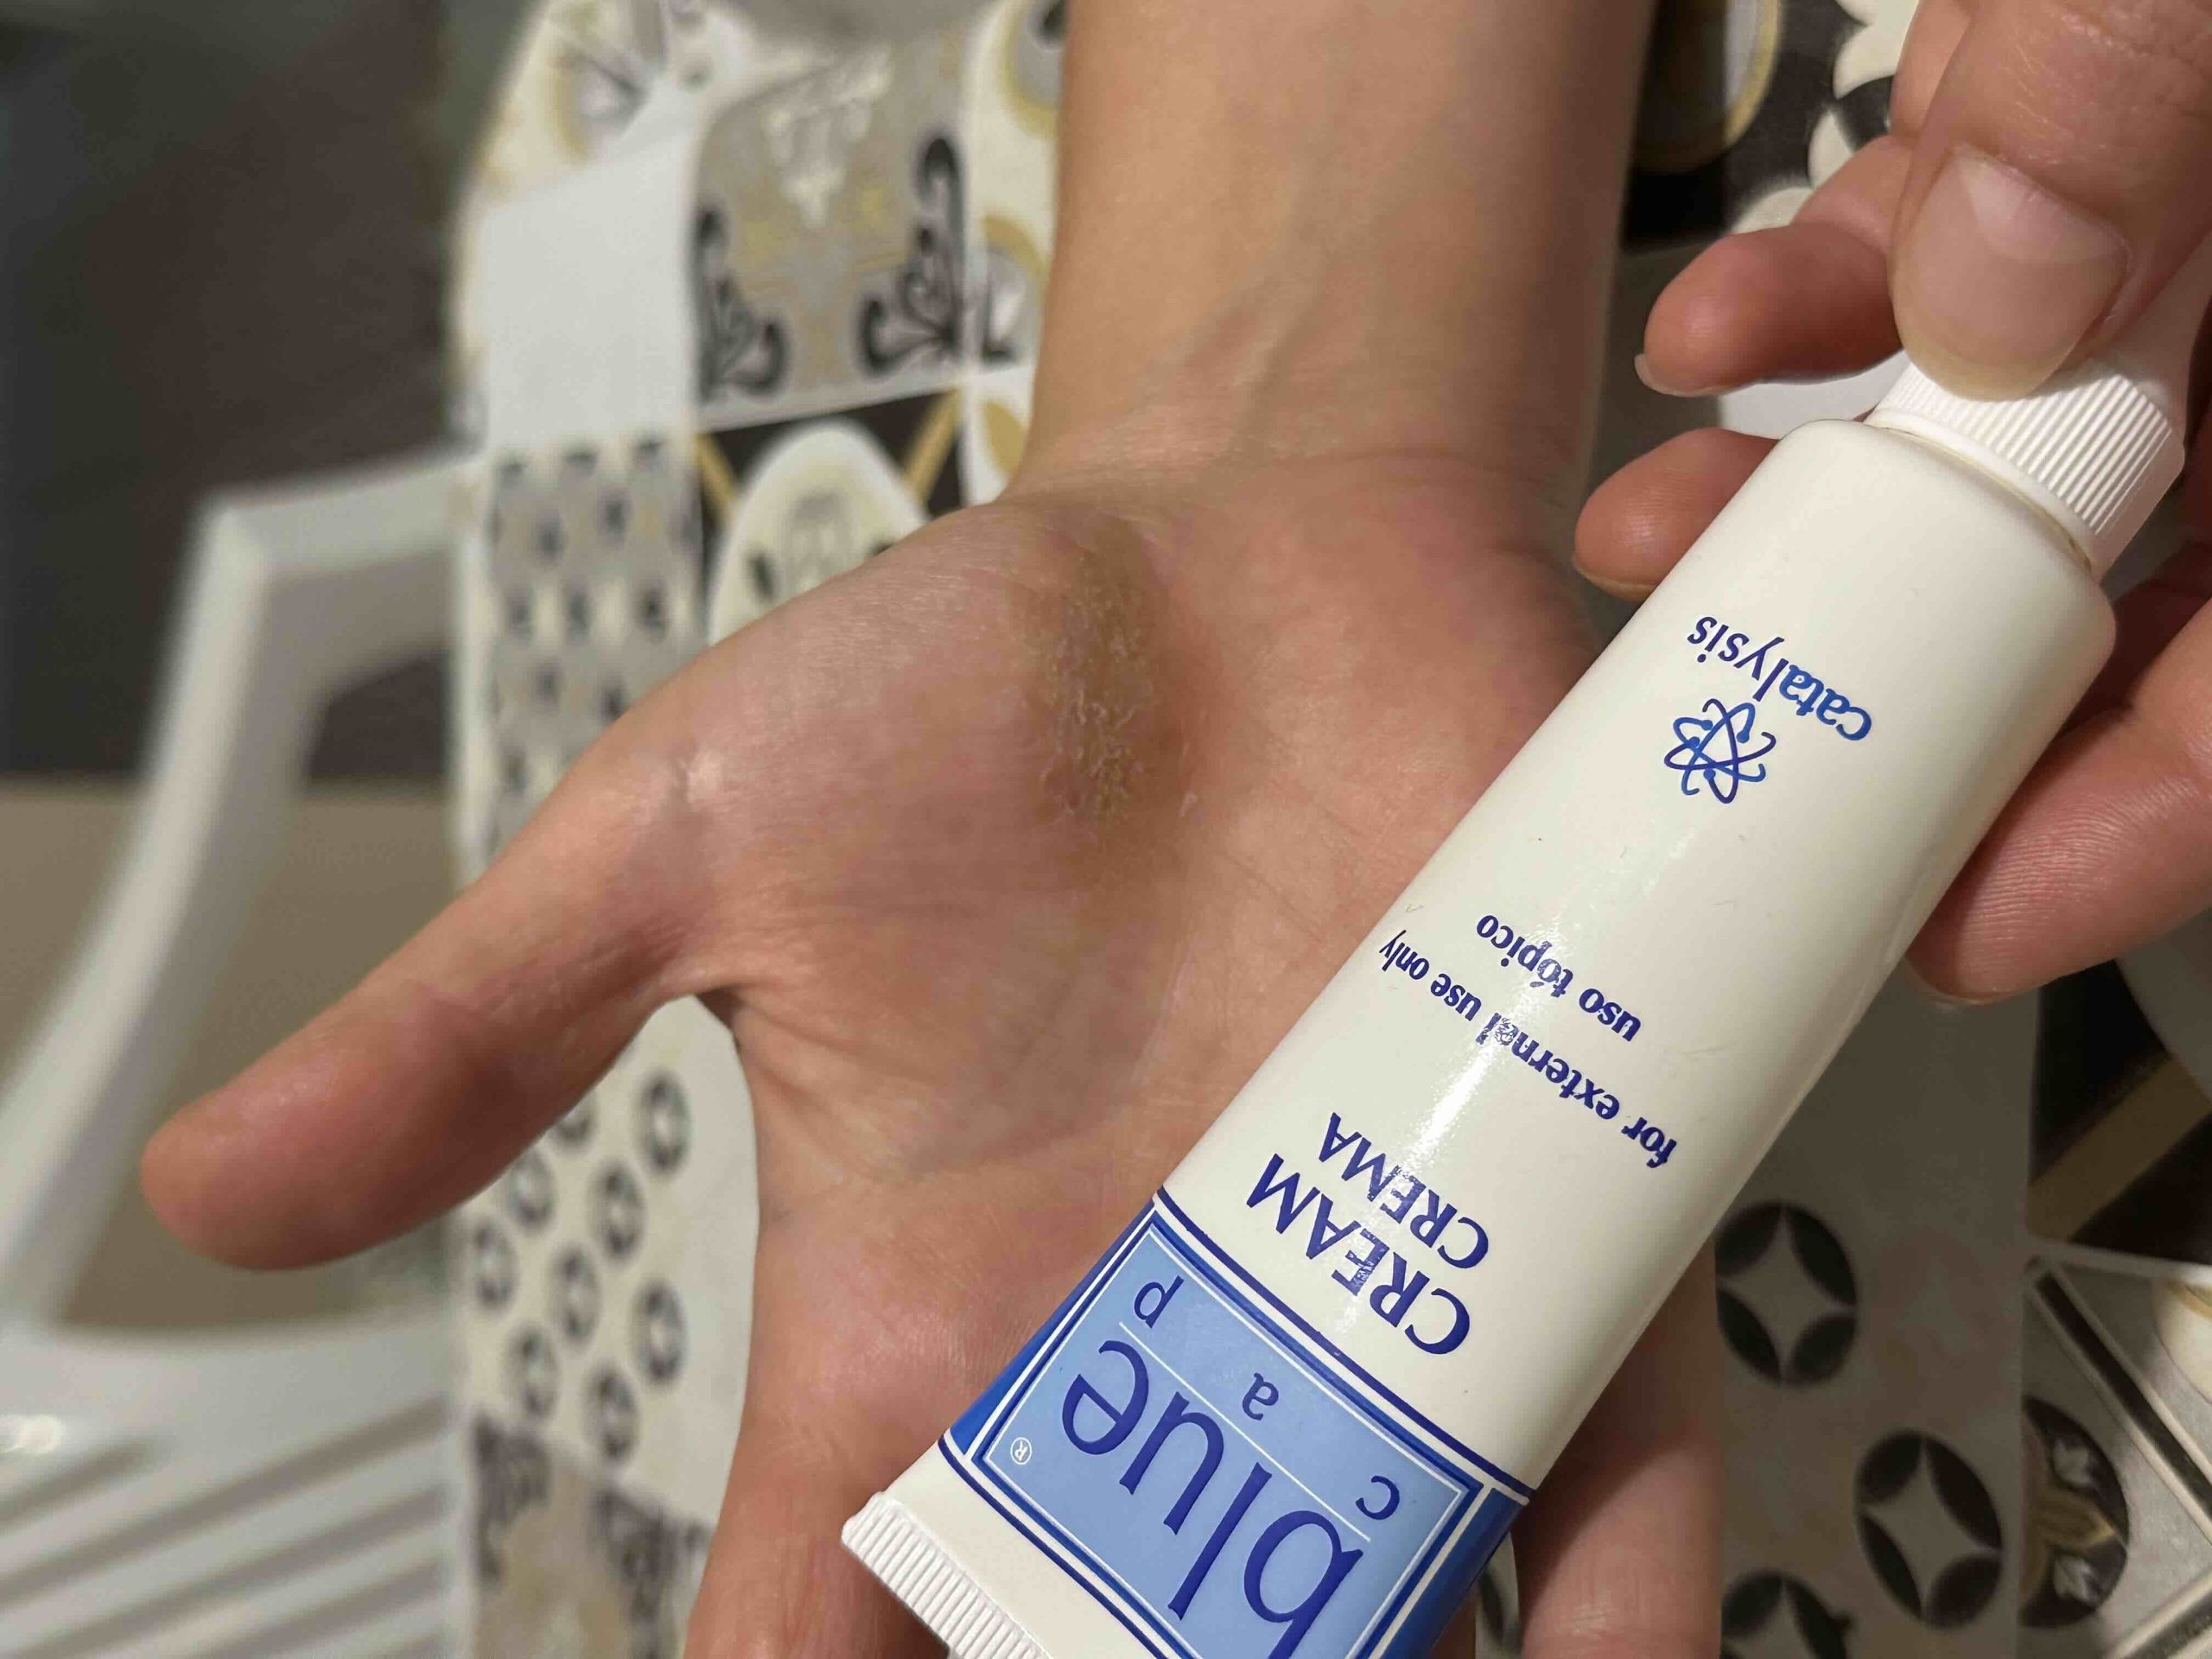 blue
c a p
®
CREAM
CREMA
for external use only
uso tópico
catalysis